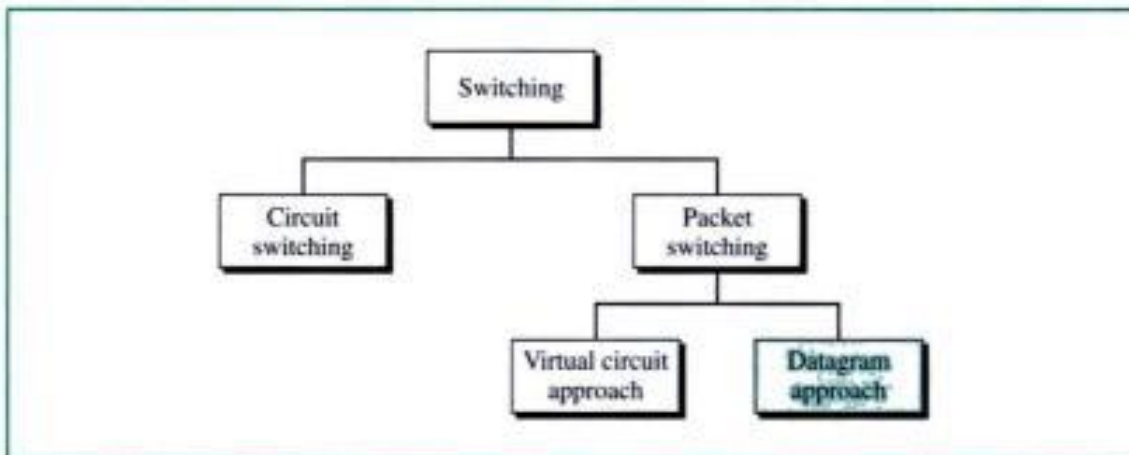 Switching
Circuit
switching
Packet
switching
Virtual circuit
approach
Datagram
approach